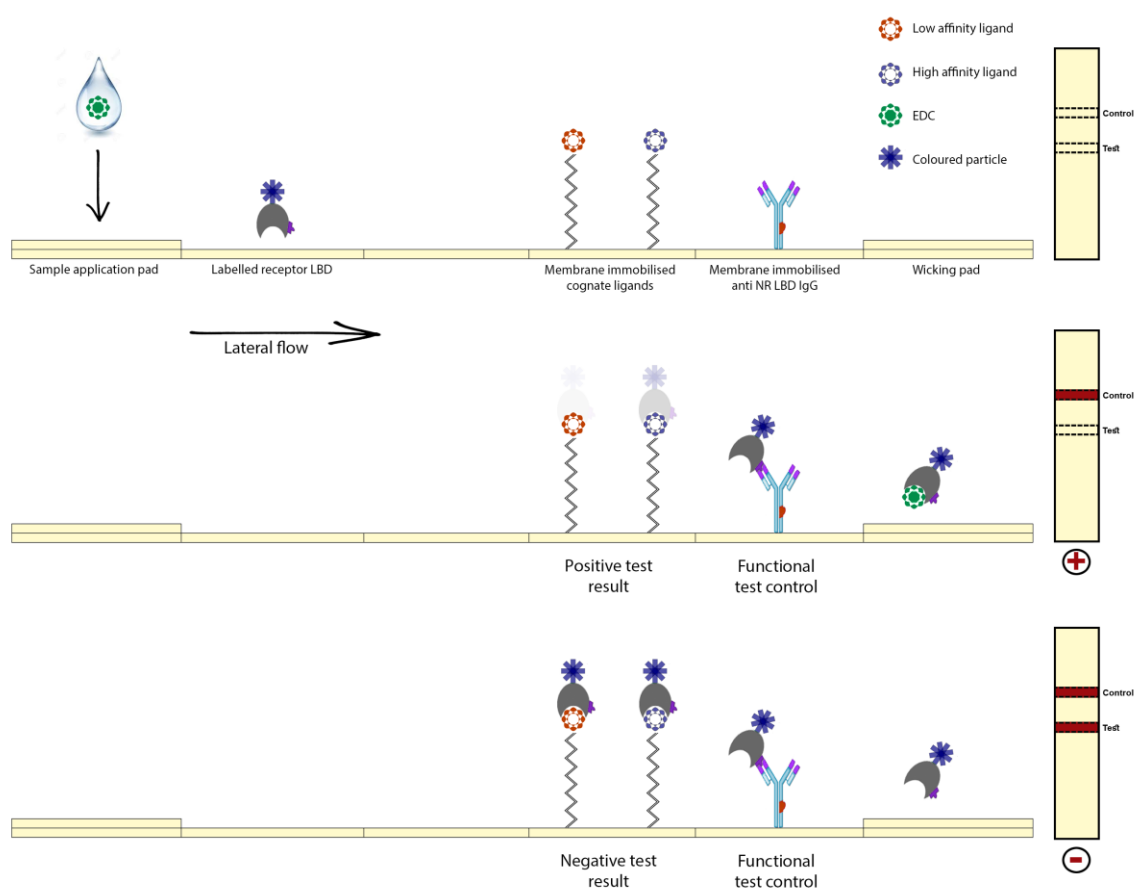 Low affinity ligand
High affinity ligand
EDC
Coloured particle
Control
Test
Sample application pad
Labelled receptor LBD
Membrane immobilised
cognate ligands
Membrane immobilised
anti NR LBD IgG
Wicking pad
Lateral flow
Control
Test
Positive test
result
Functional
test control
+
Control
Test
Negative test
result
Functional
test control
-